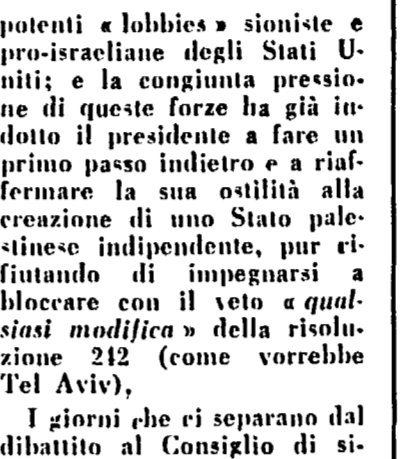 potenti « lobbies » sioniste e
pro-israeliane degli Stati U-
niti; e la congiunta pressio-
ne di queste forze ha già in-
dotto il presidente a fare un
primo passo indietro e a riaf-
fermare la sua ostilità alla
creazione di uno Stato pale-
stinese indipendente, pur ri-
fiutando di impegnarsi a
bloccare con il veto « qual-
siasi modifica » della risolu-
zione 242 (come vorrebbe
Tel Aviv),
I giorni che ci separano dal
dibattito al Consiglio di si-